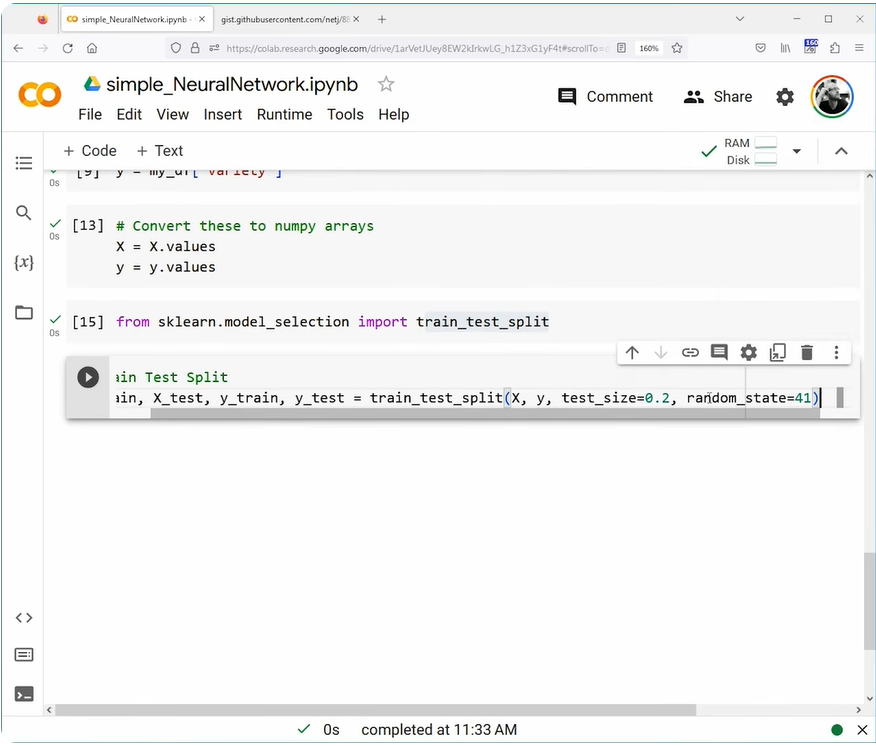 simple_NeuralNetwork.ipynb -
gist.githubusercontent.com/netj/88
https://colab.research.google.com/drive/1arVetJUey8EW2kIrkwLG_h1Z3xG1yF4t#scrollTo=
160%
160
simple_NeuralNetwork.ipynb
Comment
Share
File Edit View Insert Runtime Tools Help
+ Code + Text
RAM
Disk
0s
[9] y = my_df['variety']
[13] # Convert these to numpy arrays
0s
X = X.values
y = y.values
{x}
[15] from sklearn.model_selection import train_test_split
0s
ain Test Split
ain, X_test, y_train, y_test = train_test_split(X, y, test_size=0.2, random_state=41)
0s completed at 11:33 AM